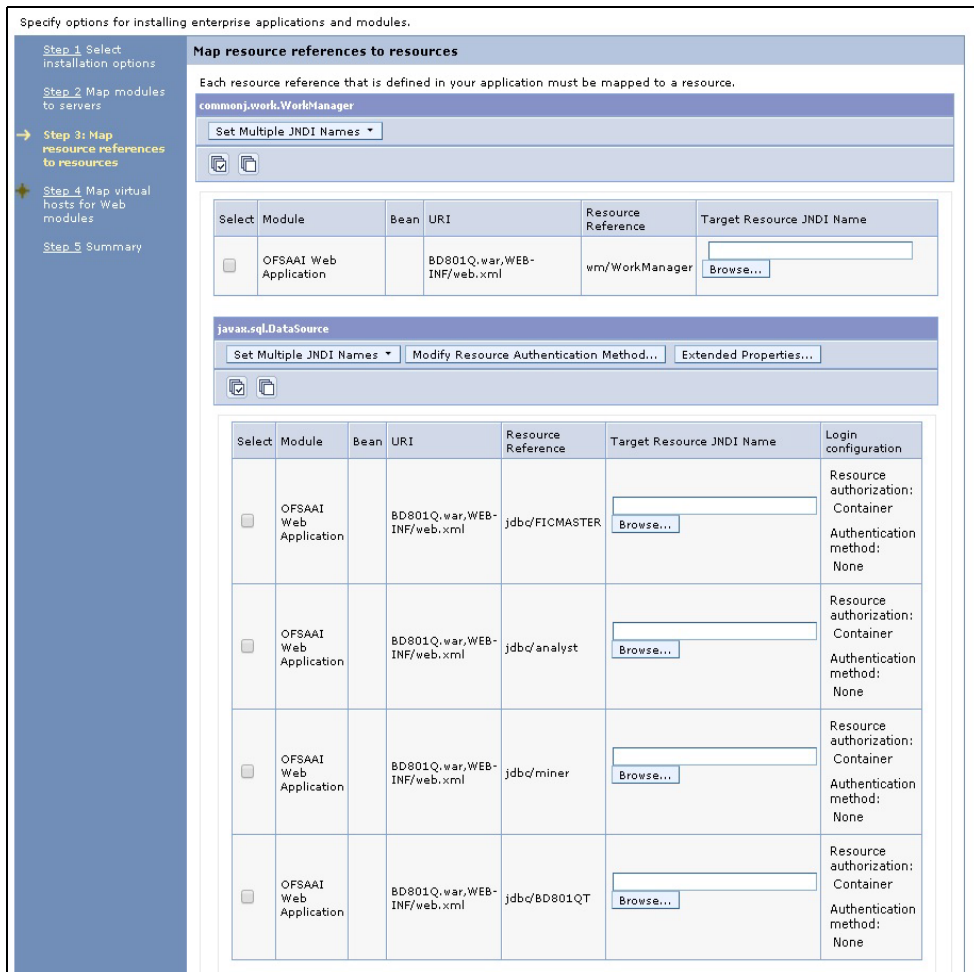 Specify options for installing enterprise applications and modules.
Step 1 Select
installation options
Step 2 Map modules
to servers
Step 3: Map
resource references
to resources
Step 4 Map virtual
hosts for Web
modules
Step 5 Summary
Map resource references to resources
Each resource reference that is defined in your application must be mapped to a resource.
commonj.work.WorkManager
Set Multiple JNDI Names
Select Module Bean URI Resource
Reference Target Resource JNDI Name
OFSAAI Web
Application
BD801Q.war,WEB-
INF/web.xml
wm/WorkManager
Browse...
javax.sql.DataSource
Set Multiple JNDI Names Modify Resource Authentication Method... Extended Properties...
Select Module Bean URI Resource
Reference Target Resource JNDI Name Login
configuration
OFSAAI
Web
Application
BD801Q.war,WEB-
INF/web.xml
jdbc/FICMASTER
Browse...
Resource
authorization:
Container
Authentication
method:
None
OFSAAI
Web
Application
BD801Q.war,WEB-
INF/web.xml
jdbc/analyst
Browse...
Resource
authorization:
Container
Authentication
method:
None
OFSAAI
Web
Application
BD801Q.war,WEB-
INF/web.xml
jdbc/miner
Browse...
Resource
authorization:
Container
Authentication
method:
None
OFSAAI
Web
Application
BD801Q.war,WEB-
INF/web.xml
jdbc/BD801QT
Browse...
Resource
authorization:
Container
Authentication
method:
None